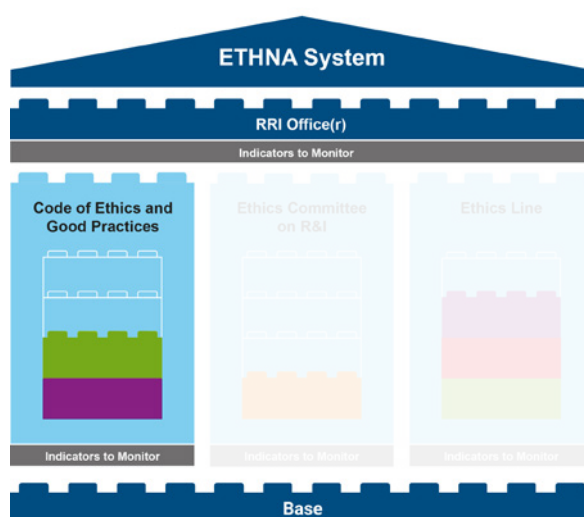 ETHNA System
RRI Office(r)
Indicators to Monitor
Code of Ethics and
Good Practices
Ethics Committee
on R&I
Ethics Line
Indicators to Monitor
Indicators to Monitor
Indicators to Monitor
Base